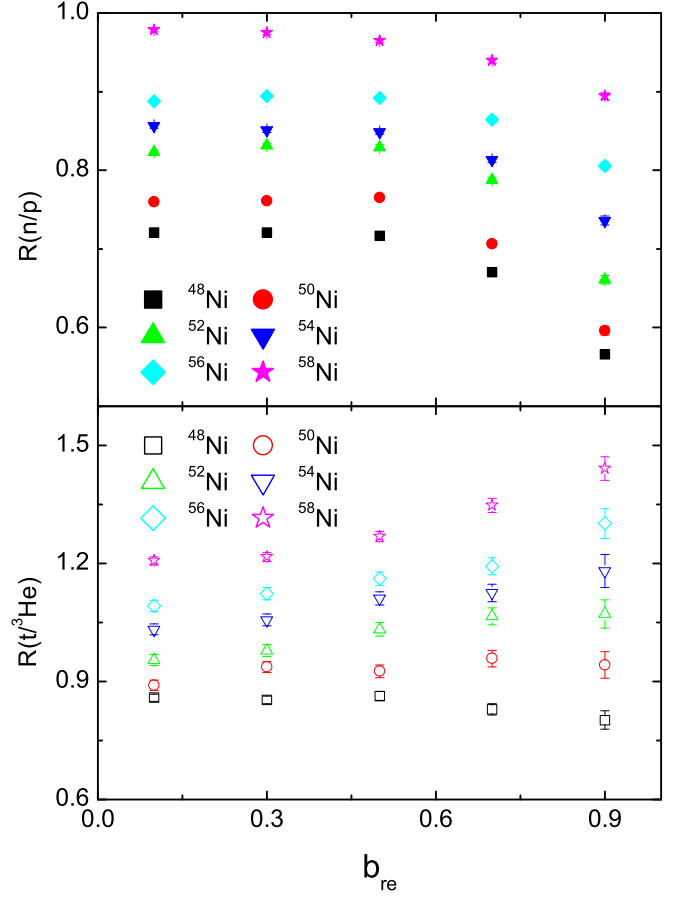 1.0
0.8
0.6
R(n/p)
⁴⁸Ni ⁵⁰Ni
⁵²Ni ⁵⁴Ni
⁵⁶Ni ⁵⁸Ni
1.5
1.2
0.9
0.6
R(t/³He)
⁴⁸Ni ⁵⁰Ni
⁵²Ni ⁵⁴Ni
⁵⁶Ni ⁵⁸Ni
0.0 0.3 0.6 0.9
b_re